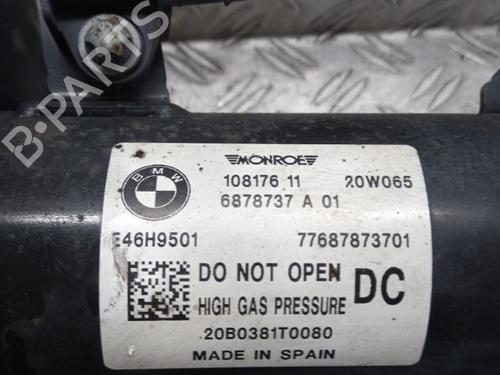 B-PARTS
BMW
MONROE
108176 11 20W065
6878737 A 01
E46H9501 77687873701
DO NOT OPEN DC
HIGH GAS PRESSURE
20B0381T0080
MADE IN SPAIN